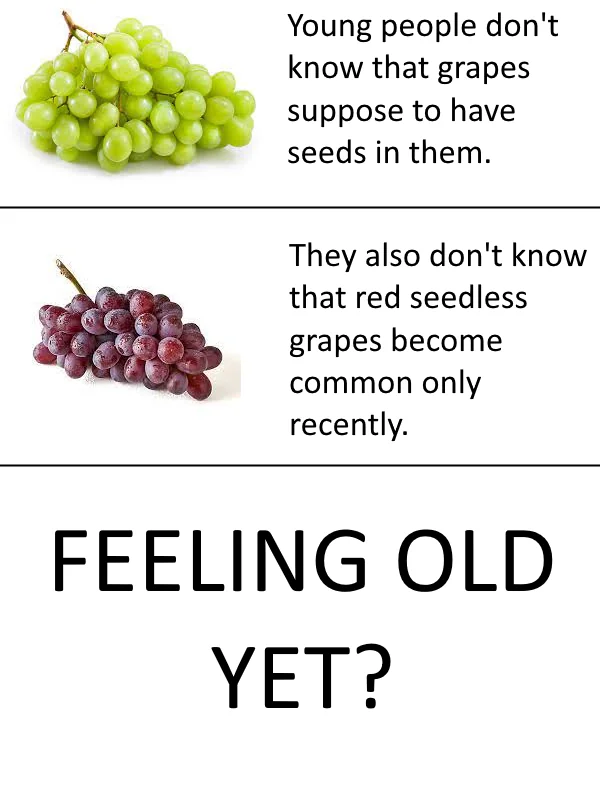 Young people don't
know that grapes
suppose to have
seeds in them.
They also don't know
that red seedless
grapes become
common only
recently.
FEELING OLD
YET?